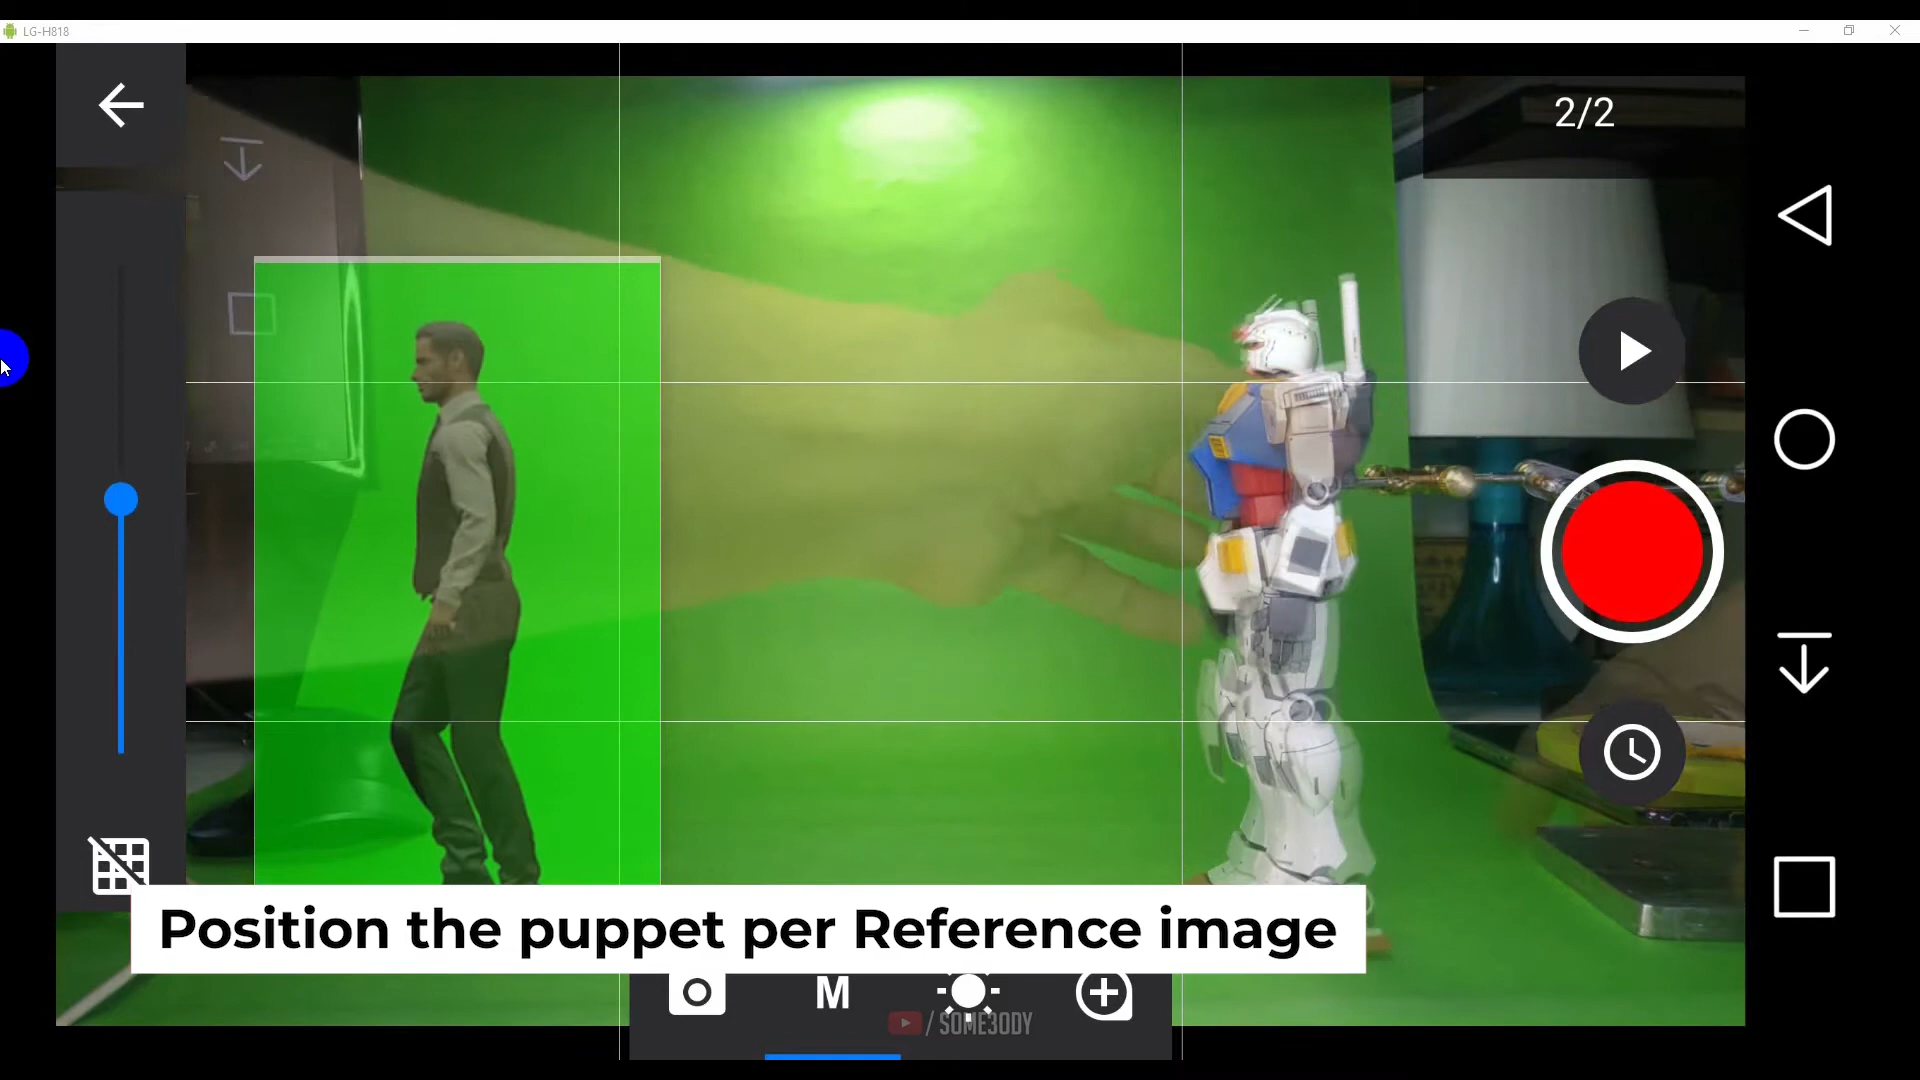 LG-H818
2/2
Position the puppet per Reference image
M
/ SOME3ODY